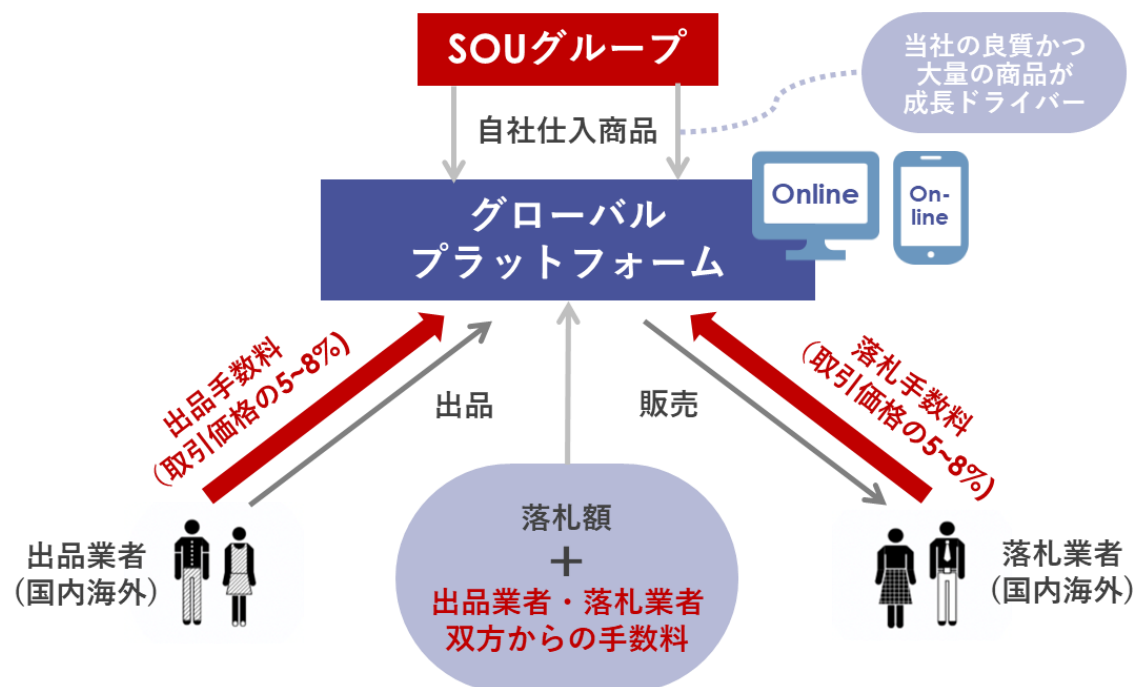 SOUグループ
当社の良質かつ
大量の商品が
成長ドライバー
自社仕入商品
グローバル
プラットフォーム
Online
On-
line
出品手数料
(取引価格の5~8%)
出品
販売
落札手数料
(取引価格の5~8%)
出品業者
(国内海外)
落札額
+
出品業者・落札業者
双方からの手数料
落札業者
(国内海外)